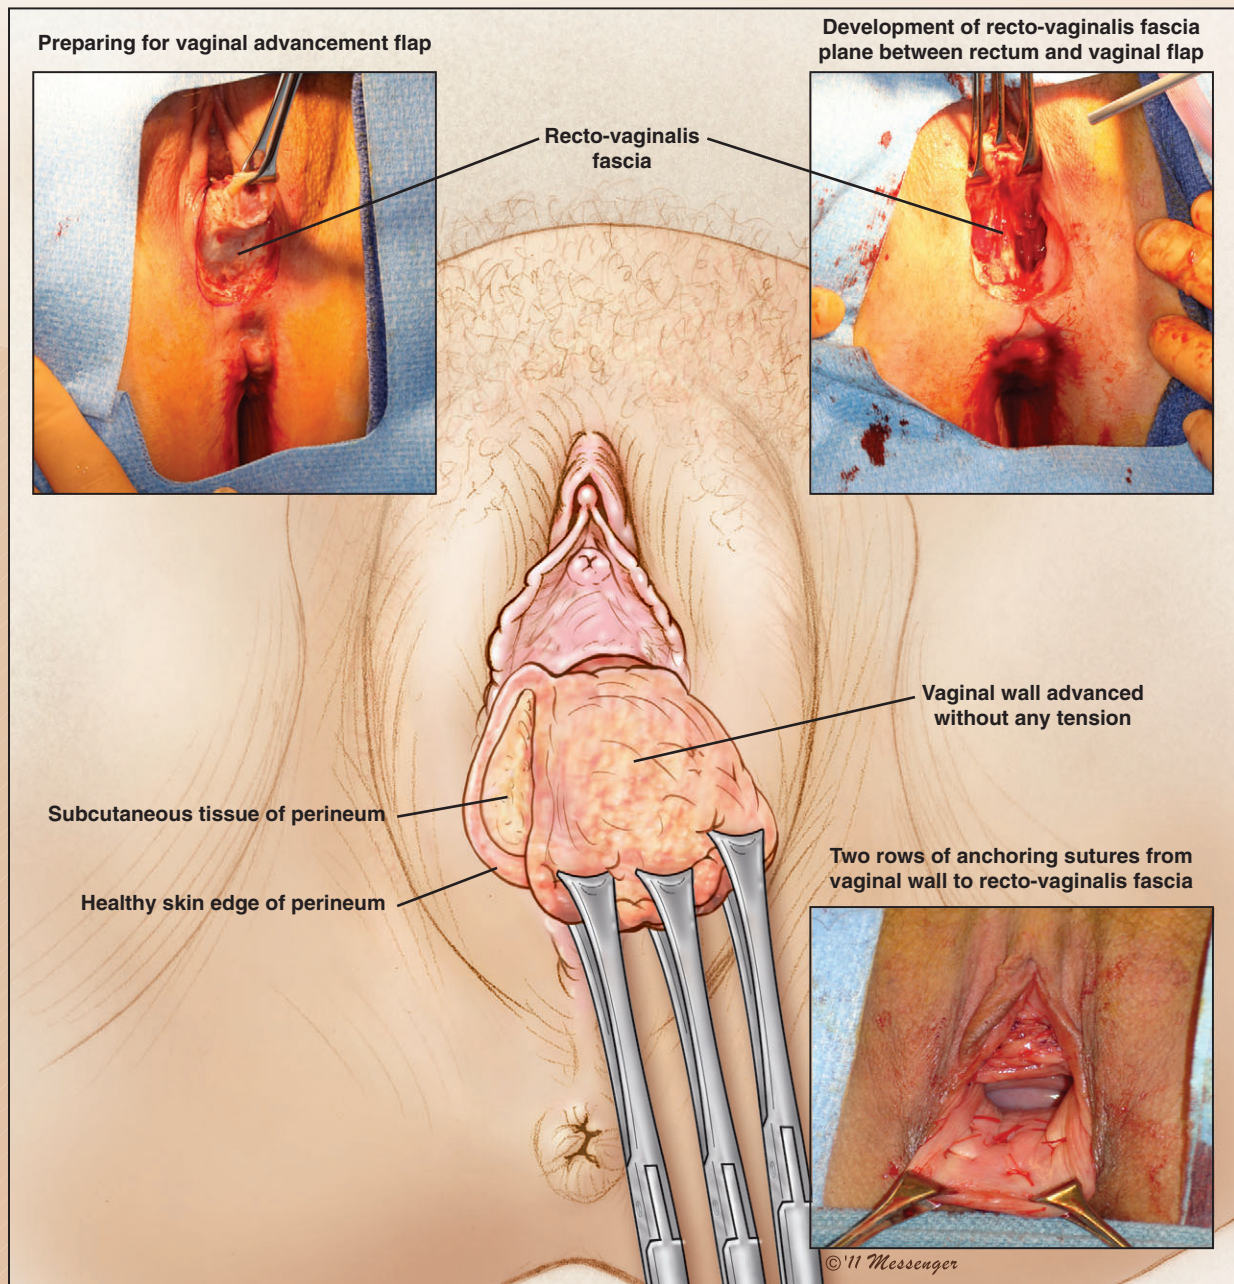 Preparing for vaginal advancement flap
Development of recto-vaginalis fascia
plane between rectum and vaginal flap
Recto-vaginalis
fascia
Vaginal wall advanced
without any tension
Subcutaneous tissue of perineum
Healthy skin edge of perineum
Two rows of anchoring sutures from
vaginal wall to recto-vaginalis fascia
©'11 Messenger